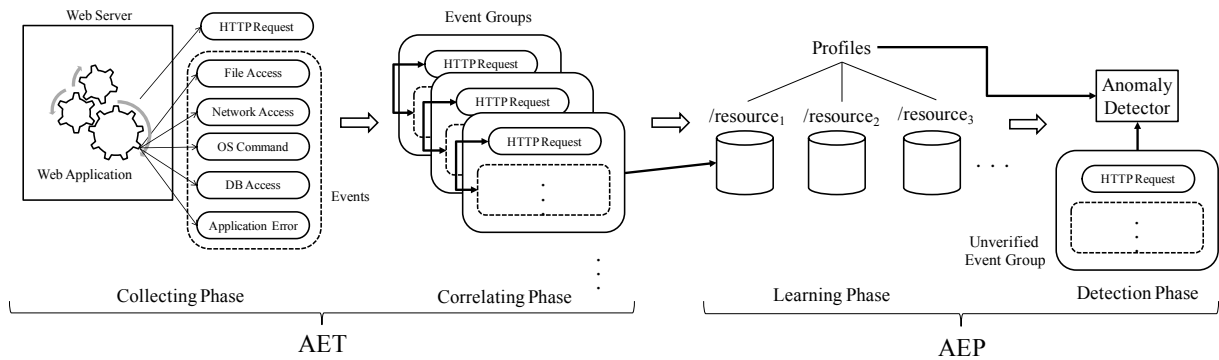 Web Server
Web Application
HTTP Request
File Access
Network Access
OS Command
DB Access
Application Error
Events
Collecting Phase
Event Groups
HTTP Request
HTTP Request
HTTP Request
Correlating Phase
AET
Profiles
/resource1
/resource2
/resource3
. . .
Learning Phase
Anomaly
Detector
HTTP Request
Unverified
Event Group
Detection Phase
AEP